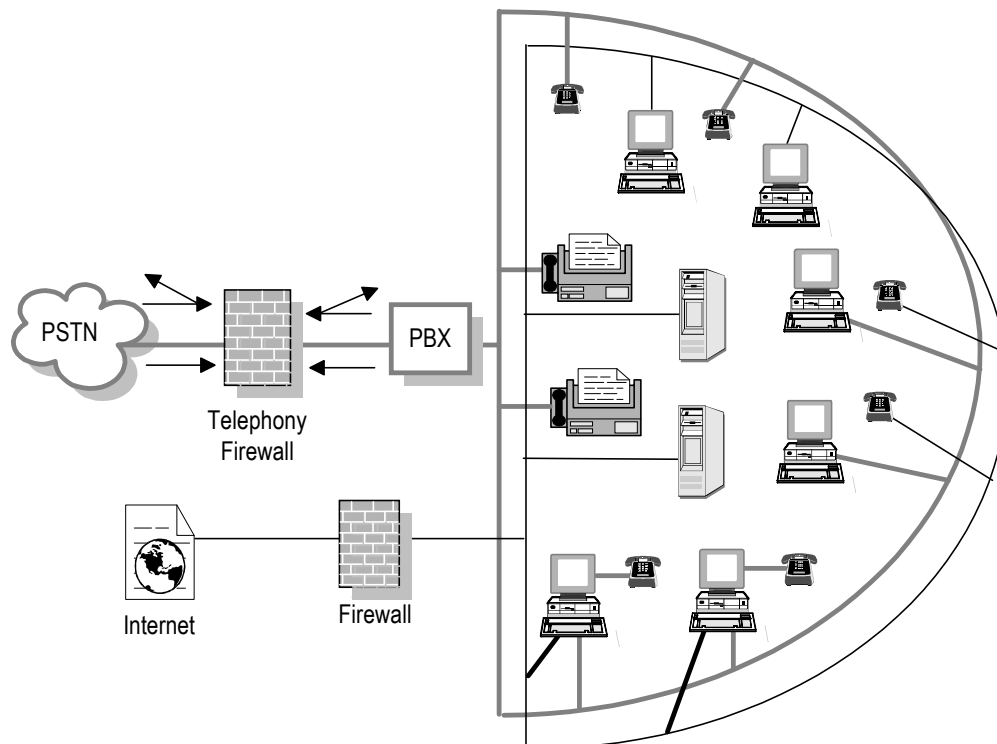 PSTN
PBX
Telephony
Firewall
Internet
Firewall